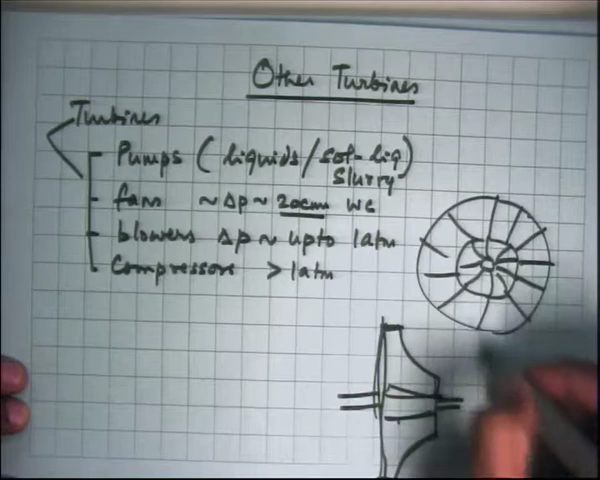 Other Turbines
Turbines
Pumps (liquids/sol-liq)
slurry
fans ~ Δp ~ 20cm WC
blowers Δp ~ upto 1atm
Compressors > 1atm